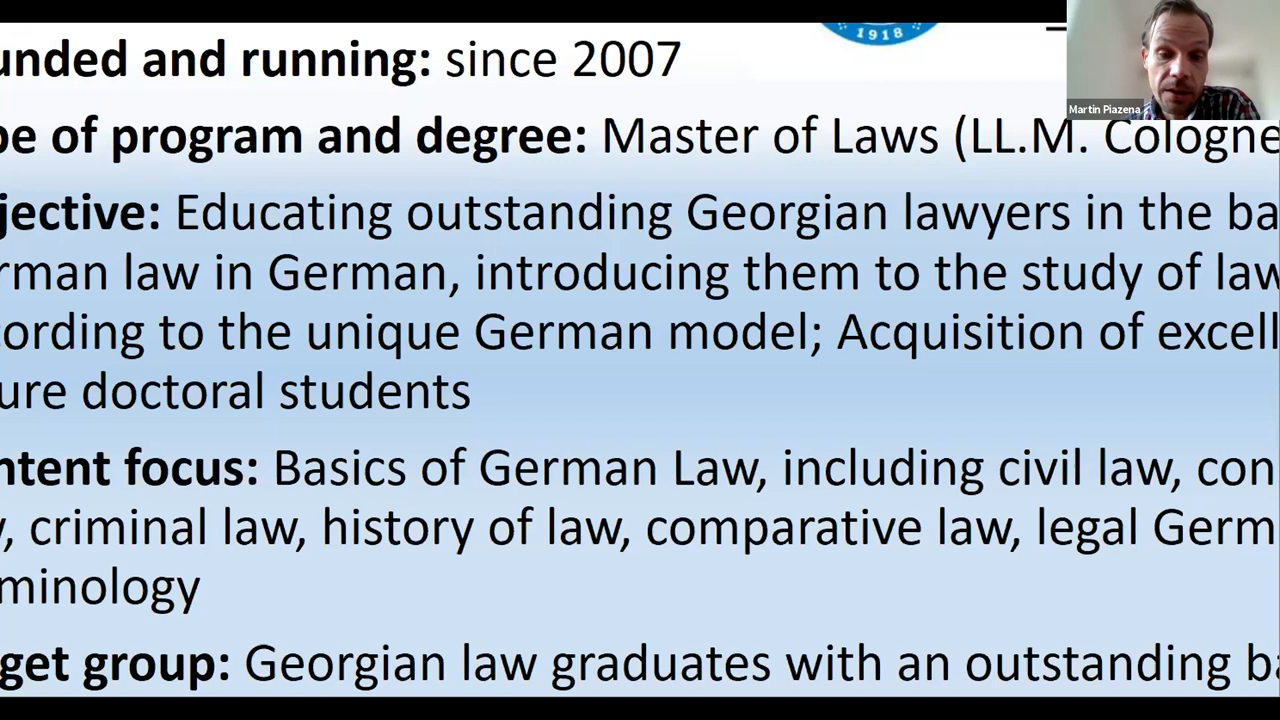 1918
unded and running: since 2007
Martin Piazena
pe of program and degree: Master of Laws (LL.M. Cologne
jective: Educating outstanding Georgian lawyers in the ba
rman law in German, introducing them to the study of law
cording to the unique German model; Acquisition of excell
ure doctoral students
ntent focus: Basics of German Law, including civil law, con
, criminal law, history of law, comparative law, legal Germ
minology
get group: Georgian law graduates with an outstanding ba